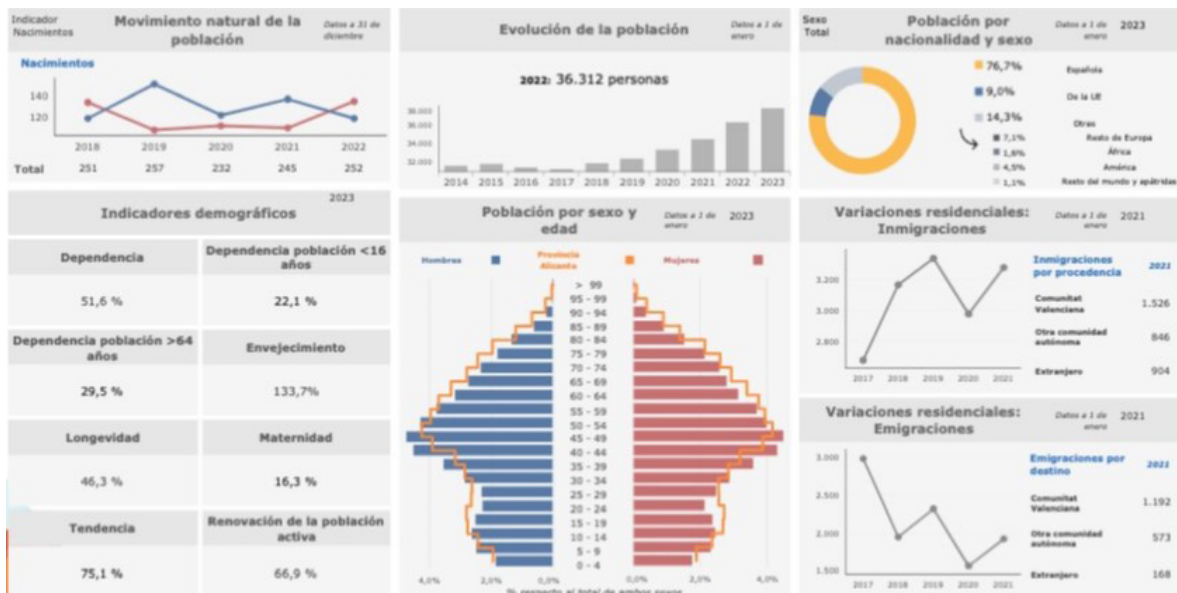 Indicador
Nacimientos
Movimiento natural de la
población
Datos a 31 de
diciembre
Nacimientos
140
120
2018 2019 2020 2021 2022
Total 251 257 232 245 252
Evolución de la población
Datos a 1 de
enero
2022: 36.312 personas
38.000
36.000
34.000
32.000
2014 2015 2016 2017 2018 2019 2020 2021 2022 2023
Sexo
Total
Población por
nacionalidad y sexo
Datos a 1 de
enero
2023
76,7% Española
9,0% De la UE
14,3% Otras
7,1% Resto de Europa
1,6% África
4,5% América
1,1% Resto del mundo y apátridas
Indicadores demográficos
2023
Dependencia
51,6 %
Dependencia población <16
años
22,1 %
Dependencia población >64
años
29,5 %
Envejecimiento
133,7%
Longevidad
46,3 %
Maternidad
16,3 %
Tendencia
75,1 %
Renovación de la población
activa
66,9 %
Población por sexo y
edad
Datos a 1 de
enero
2023
Hombres
Provincia
Alicante
Mujeres
> 99
95 - 99
90 - 94
85 - 89
80 - 84
75 - 79
70 - 74
65 - 69
60 - 64
55 - 59
50 - 54
45 - 49
40 - 44
35 - 39
30 - 34
25 - 29
20 - 24
15 - 19
10 - 14
5 - 9
0 - 4
4,0% 2,0% 0,0% 0,0% 2,0% 4,0%
% respecto al total de ambos sexos
Variaciones residenciales:
Inmigraciones
Datos a 1 de
enero
2021
3.200
3.000
2.800
2017 2018 2019 2020 2021
Inmigraciones
por procedencia
2021
Comunitat
Valenciana
1.526
Otra comunidad
autónoma
846
Extranjero
904
Variaciones residenciales:
Emigraciones
Datos a 1 de
enero
2021
3.000
2.500
2.000
1.500
2017 2018 2019 2020 2021
Emigraciones por
destino
2021
Comunitat
Valenciana
1.192
Otra comunidad
autónoma
573
Extranjero
168